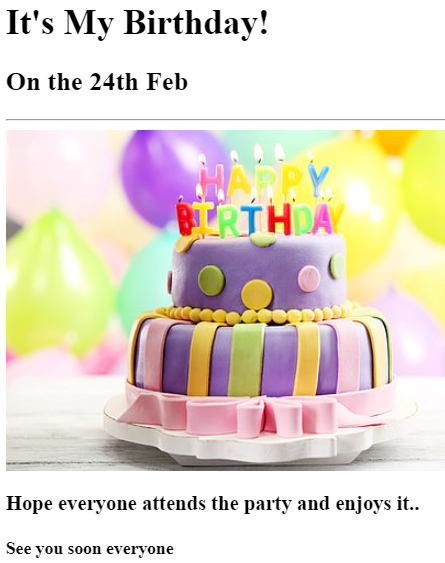 It's My Birthday!
On the 24th Feb
HAPPY
BIRTHDAY
Hope everyone attends the party and enjoys it..
See you soon everyone